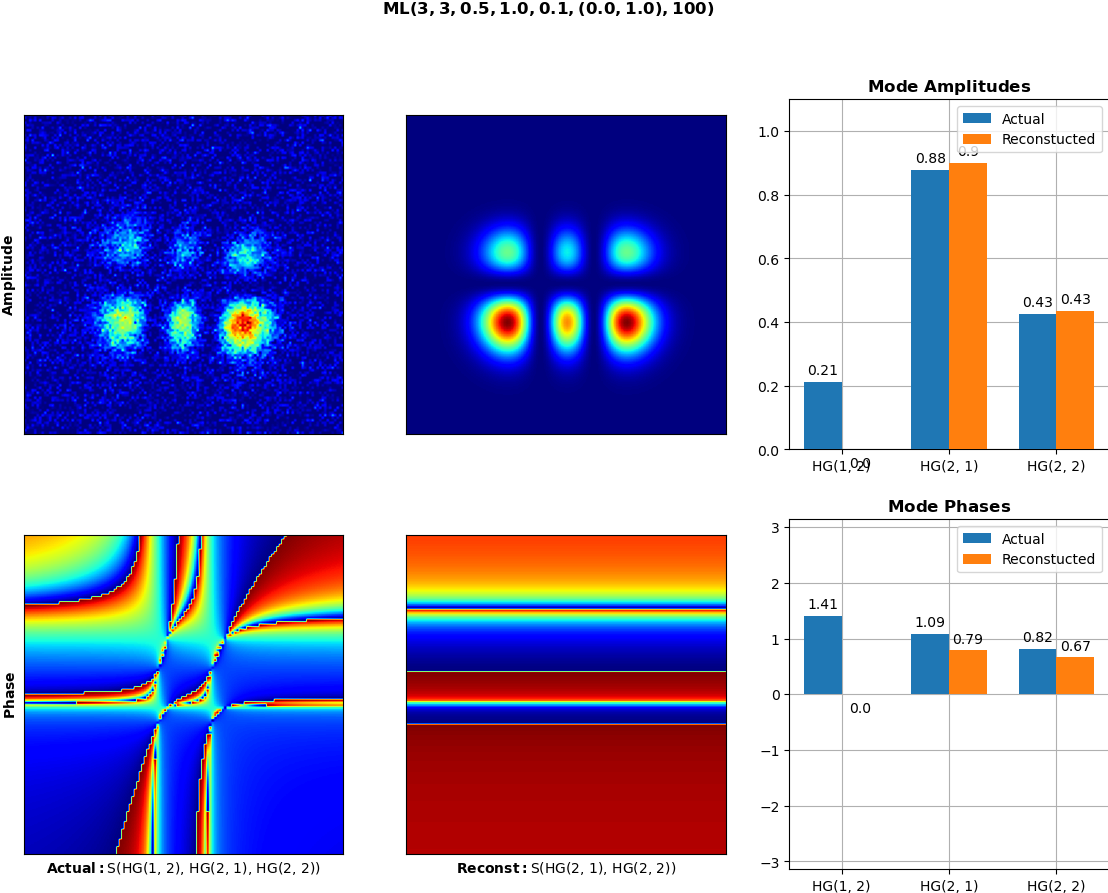 ML(3, 3, 0.5, 1.0, 0.1, (0.0, 1.0), 100)
Amplitude
Mode Amplitudes
Actual
Reconstucted
1.0
0.8
0.6
0.4
0.2
0.0
0.21
0.0
0.88
0.9
0.43
0.43
HG(1, 2)
HG(2, 1)
HG(2, 2)
Phase
Actual: S(HG(1, 2), HG(2, 1), HG(2, 2))
Reconst: S(HG(2, 1), HG(2, 2))
Mode Phases
Actual
Reconstucted
3
2
1
0
−1
−2
−3
1.41
0.0
1.09
0.79
0.82
0.67
HG(1, 2)
HG(2, 1)
HG(2, 2)